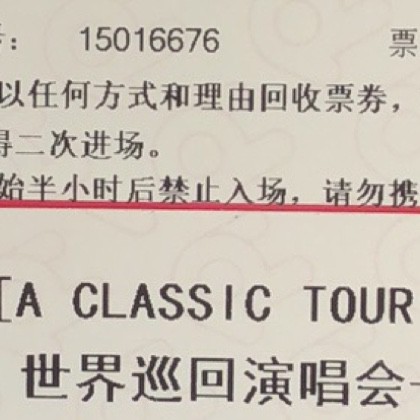 号： 15016676 票
以任何方式和理由回收票券，
得二次进场。
始半小时后禁止入场，请勿携
[A CLASSIC TOUR
世界巡回演唱会-